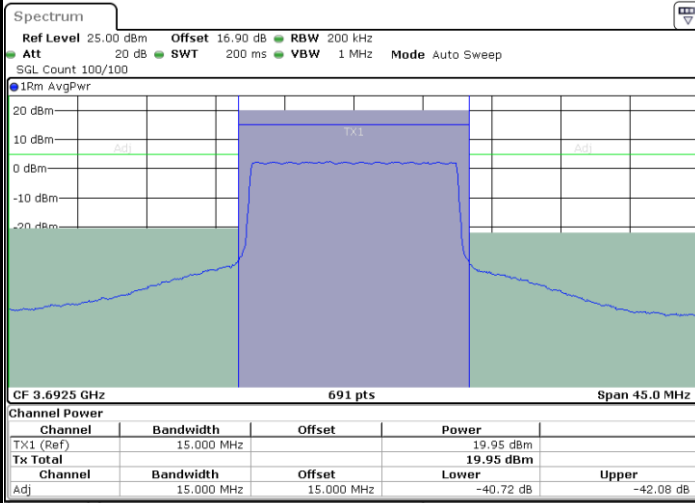 Spectrum
Ref Level 25.00 dBm Offset 16.90 dB RBW 200 kHz
Att 20 dB SWT 200 ms VBW 1 MHz Mode Auto Sweep
SGL Count 100/100
1Rm AvgPwr
20 dBm
TX1
10 dBm
Adj Adj
0 dBm
-10 dBm
-20 dBm
CF 3.6925 GHz 691 pts Span 45.0 MHz
Channel Power
Channel Bandwidth Offset Power
TX1 (Ref) 15.000 MHz 19.95 dBm
Tx Total 19.95 dBm
Channel Bandwidth Offset Lower Upper
Adj 15.000 MHz 15.000 MHz -40.72 dB -42.08 dB